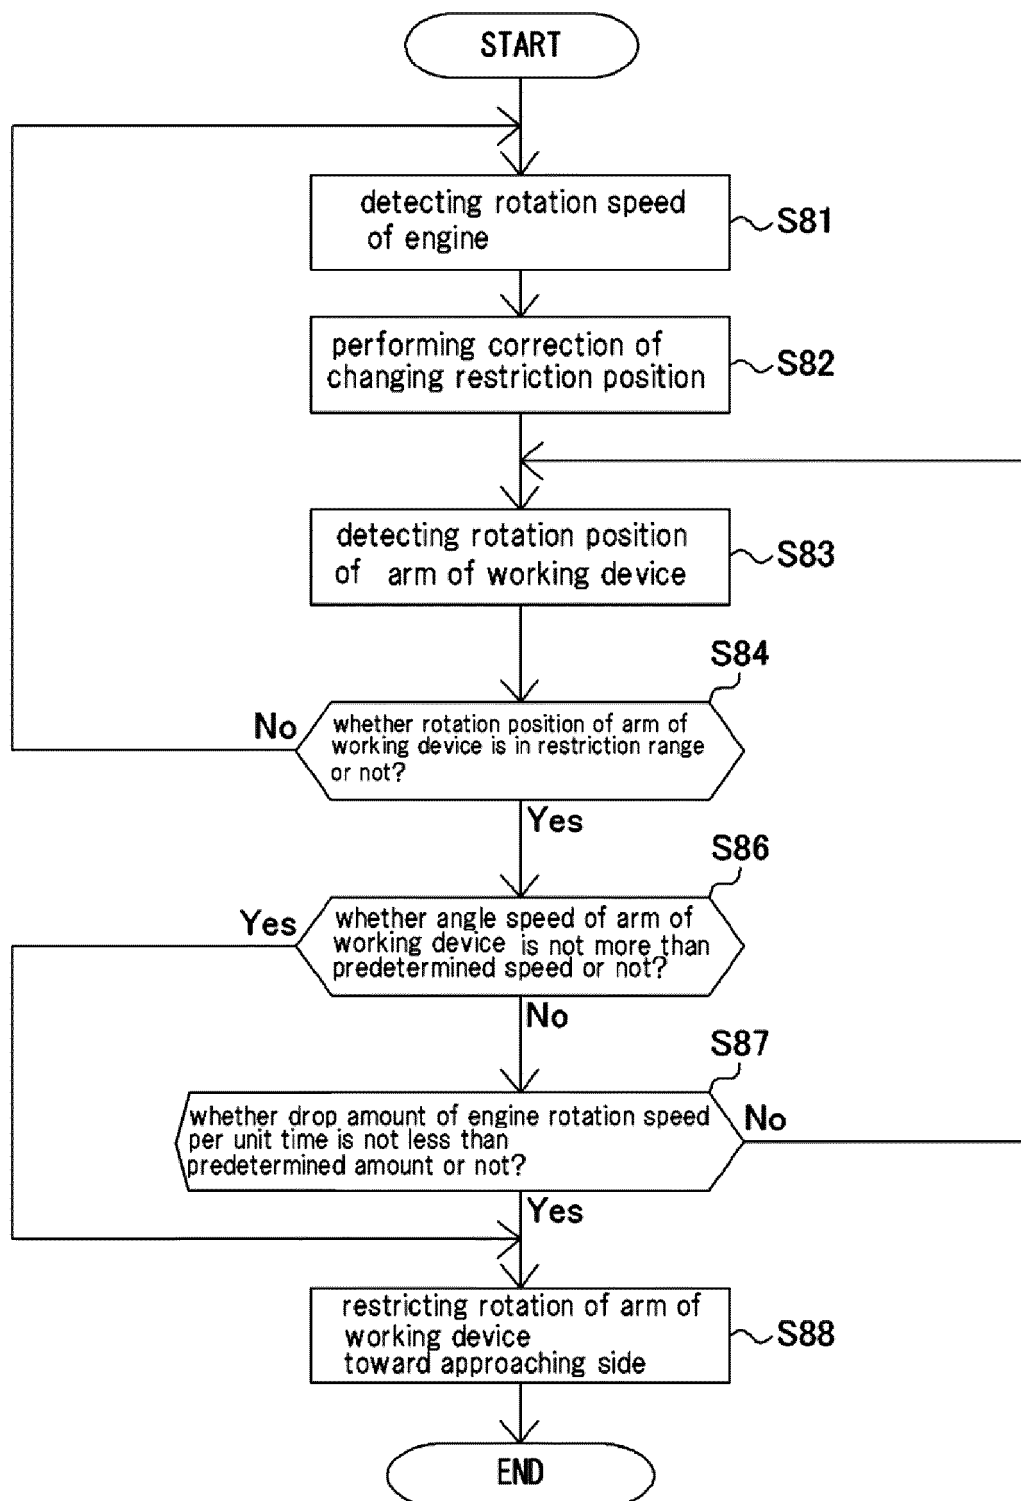 START
detecting rotation speed
of engine
S81
performing correction of
changing restriction position
S82
detecting rotation position
of arm of working device
S83
S84
No
whether rotation position of arm of
working device is in restriction range
or not?
Yes
S86
Yes
whether angle speed of arm of
working device is not more than
predetermined speed or not?
No
S87
whether drop amount of engine rotation speed
per unit time is not less than
predetermined amount or not?
No
Yes
restricting rotation of arm of
working device
toward approaching side
S88
END